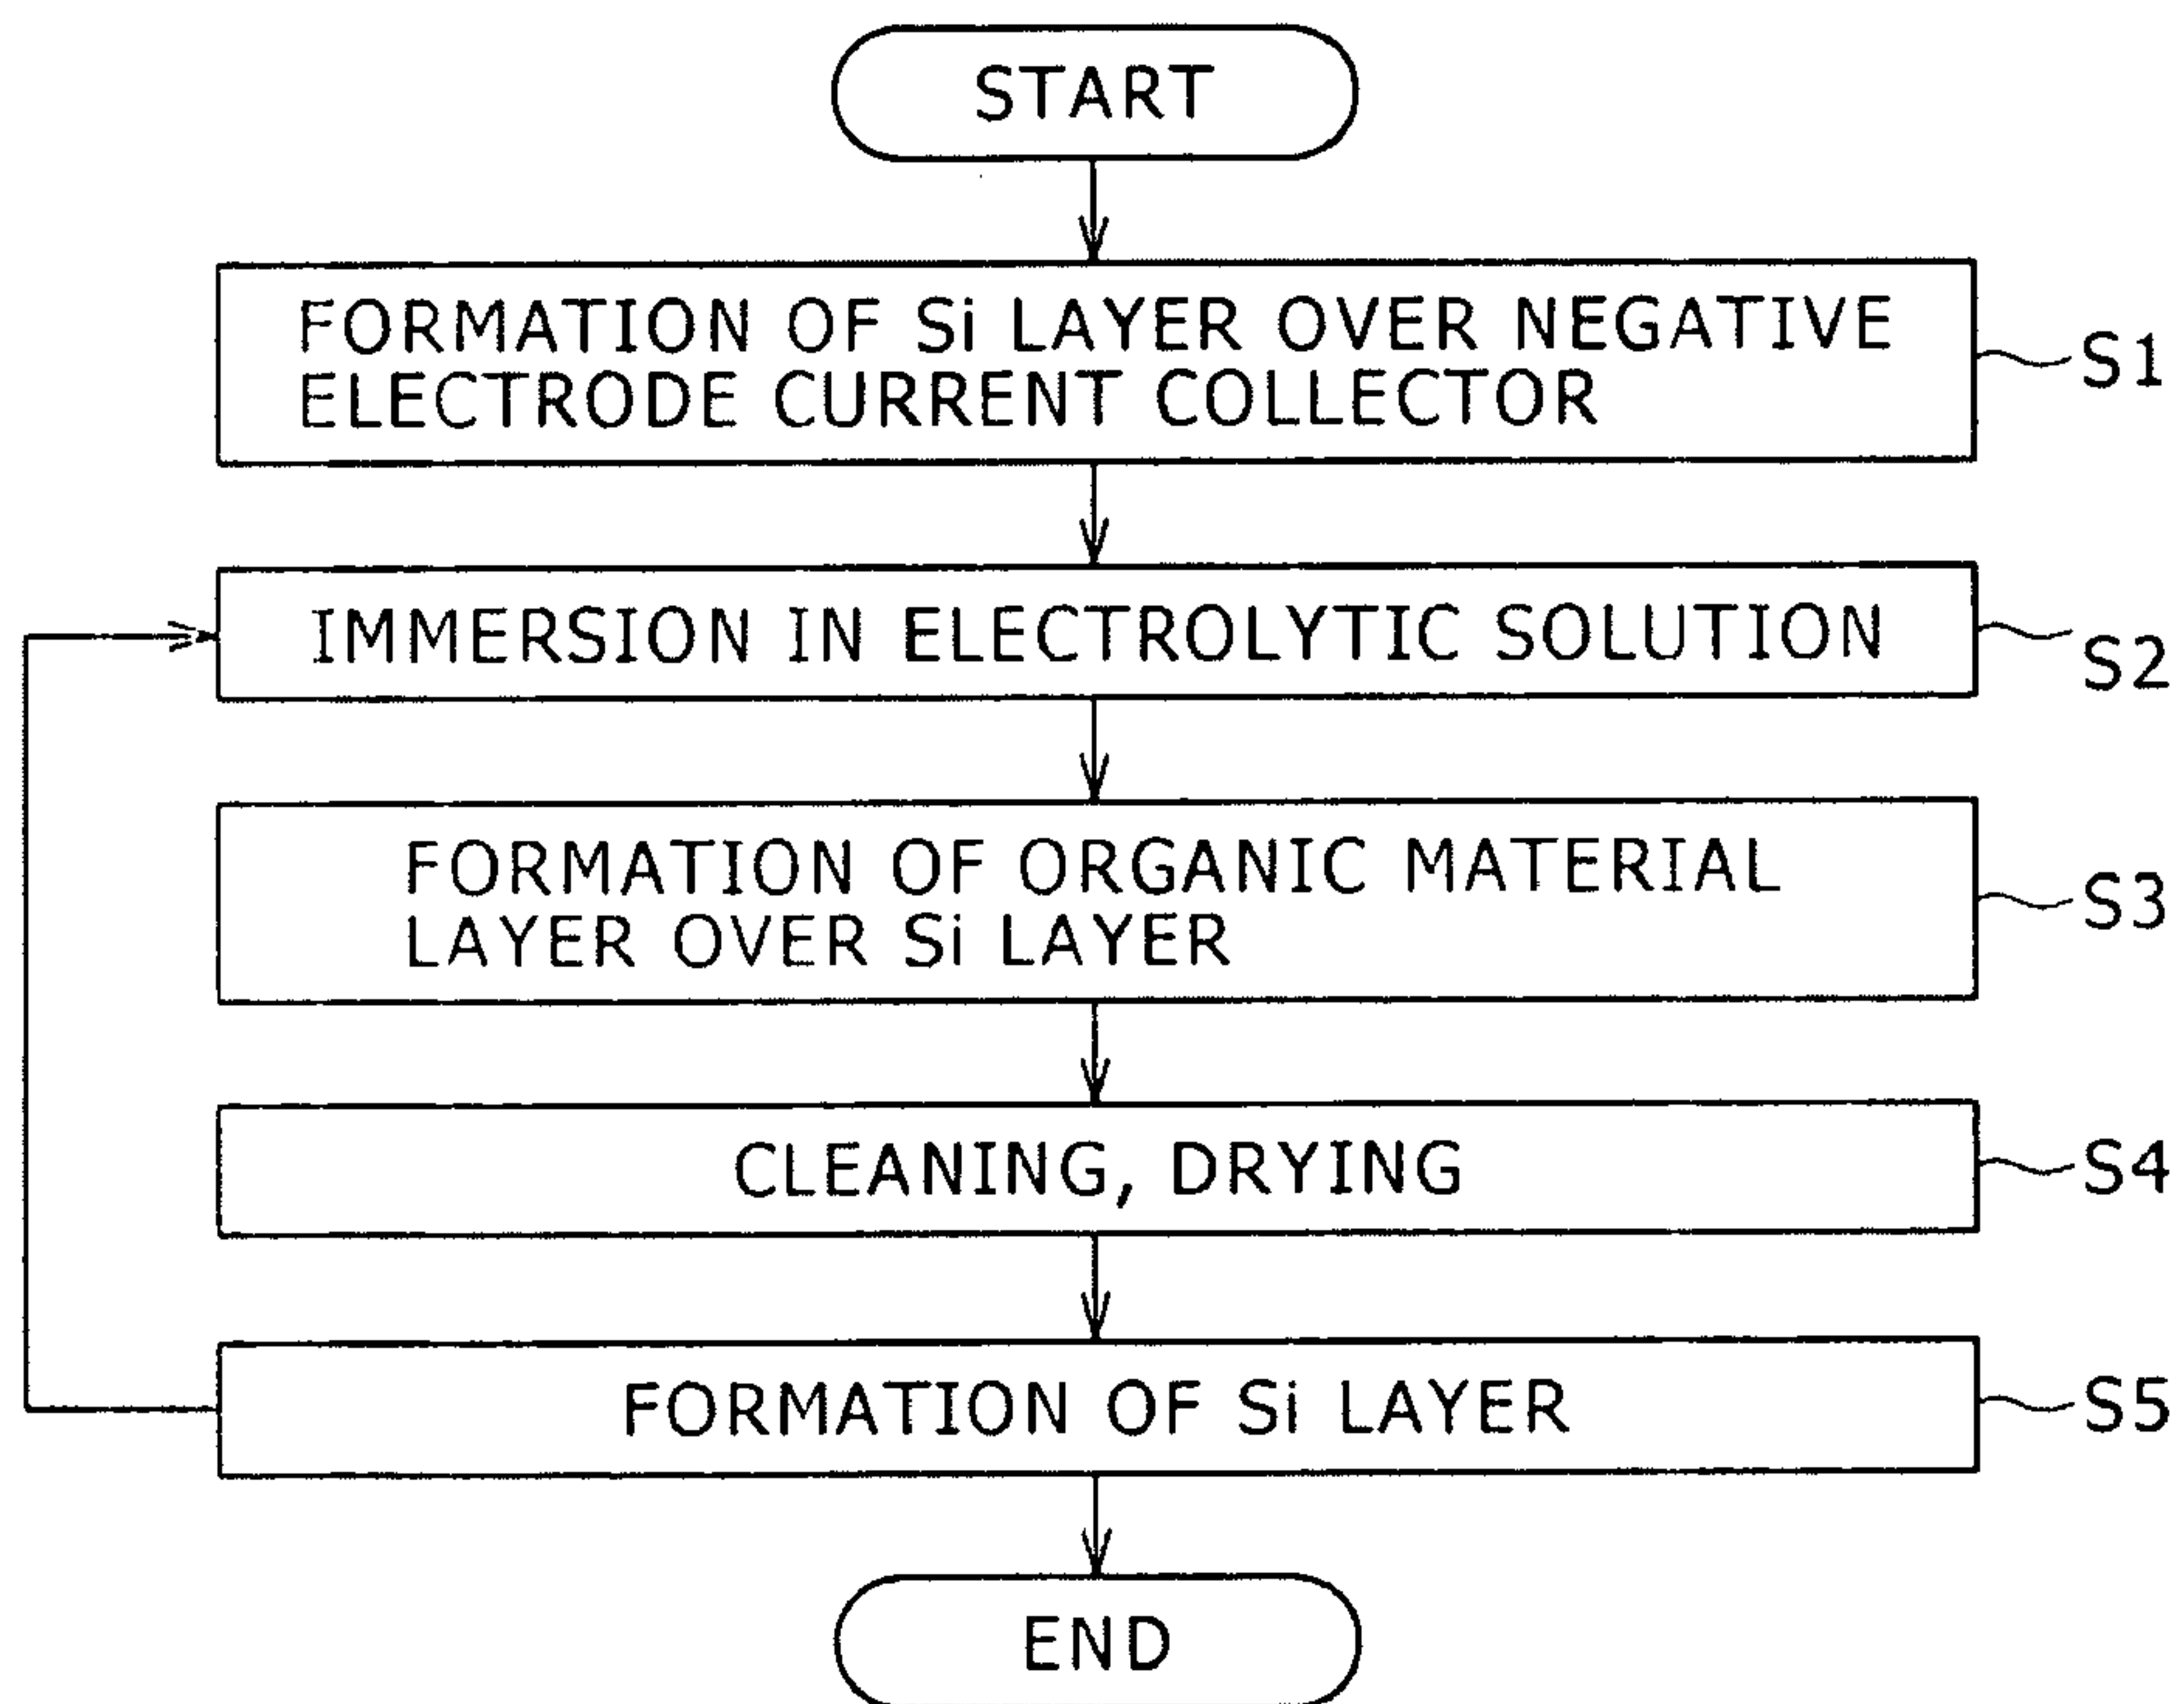 START
FORMATION OF Si LAYER OVER NEGATIVE
ELECTRODE CURRENT COLLECTOR
S1
IMMERSION IN ELECTROLYTIC SOLUTION
S2
FORMATION OF ORGANIC MATERIAL
LAYER OVER Si LAYER
S3
CLEANING, DRYING
S4
FORMATION OF Si LAYER
S5
END